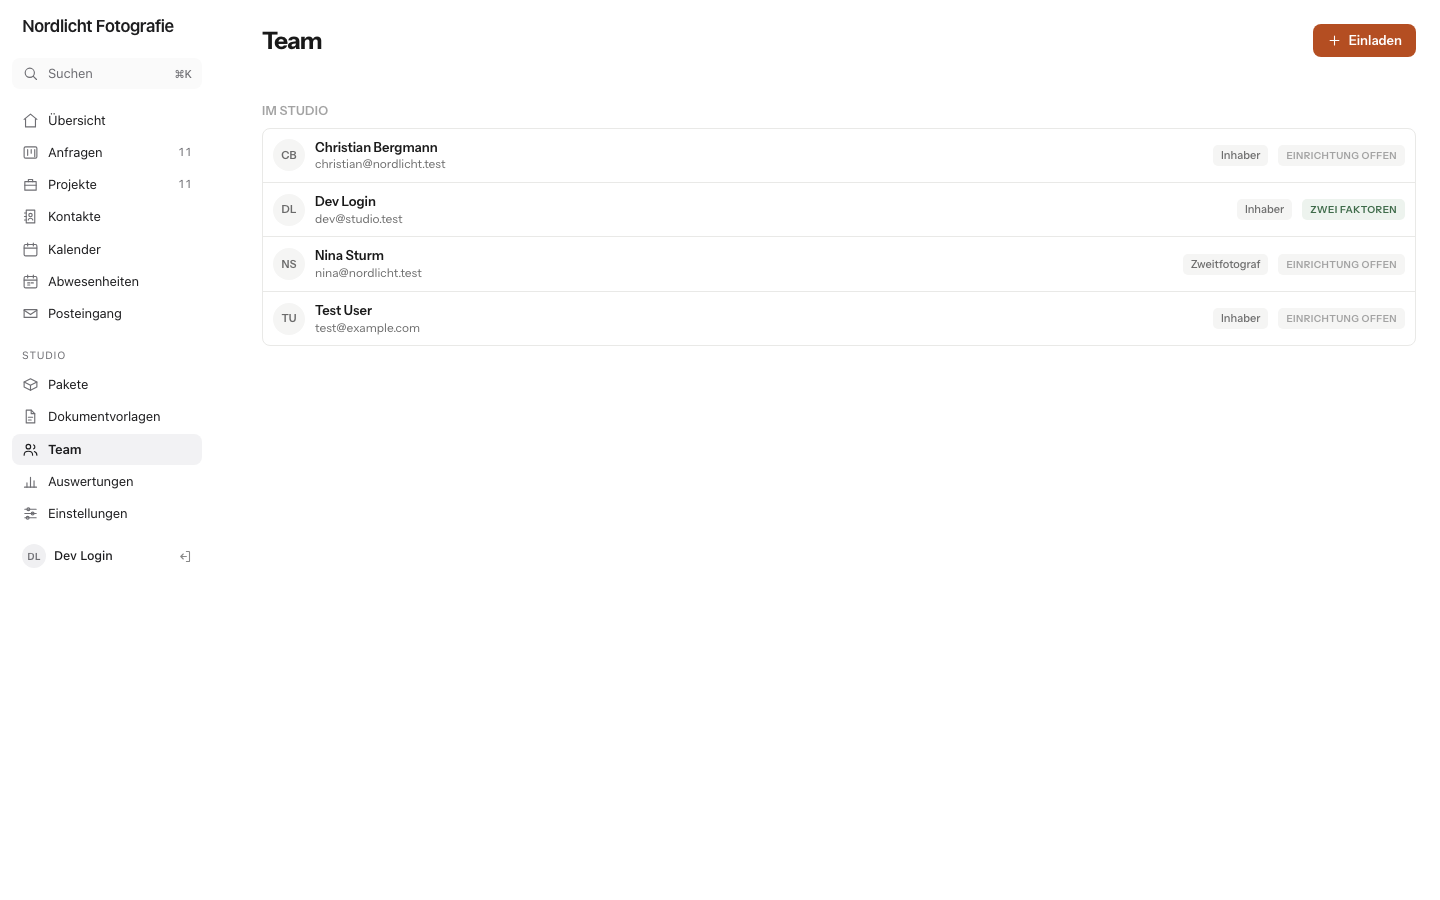 Nordlicht Fotografie
Suchen ⌘K
Übersicht
Anfragen 11
Projekte 11
Kontakte
Kalender
Abwesenheiten
Posteingang
STUDIO
Pakete
Dokumentvorlagen
Team
Auswertungen
Einstellungen
DL Dev Login
Team
Einladen
IM STUDIO
CB Christian Bergmann
christian@nordlicht.test
Inhaber EINRICHTUNG OFFEN
DL Dev Login
dev@studio.test
Inhaber ZWEI FAKTOREN
NS Nina Sturm
nina@nordlicht.test
Zweitfotograf EINRICHTUNG OFFEN
TU Test User
test@example.com
Inhaber EINRICHTUNG OFFEN